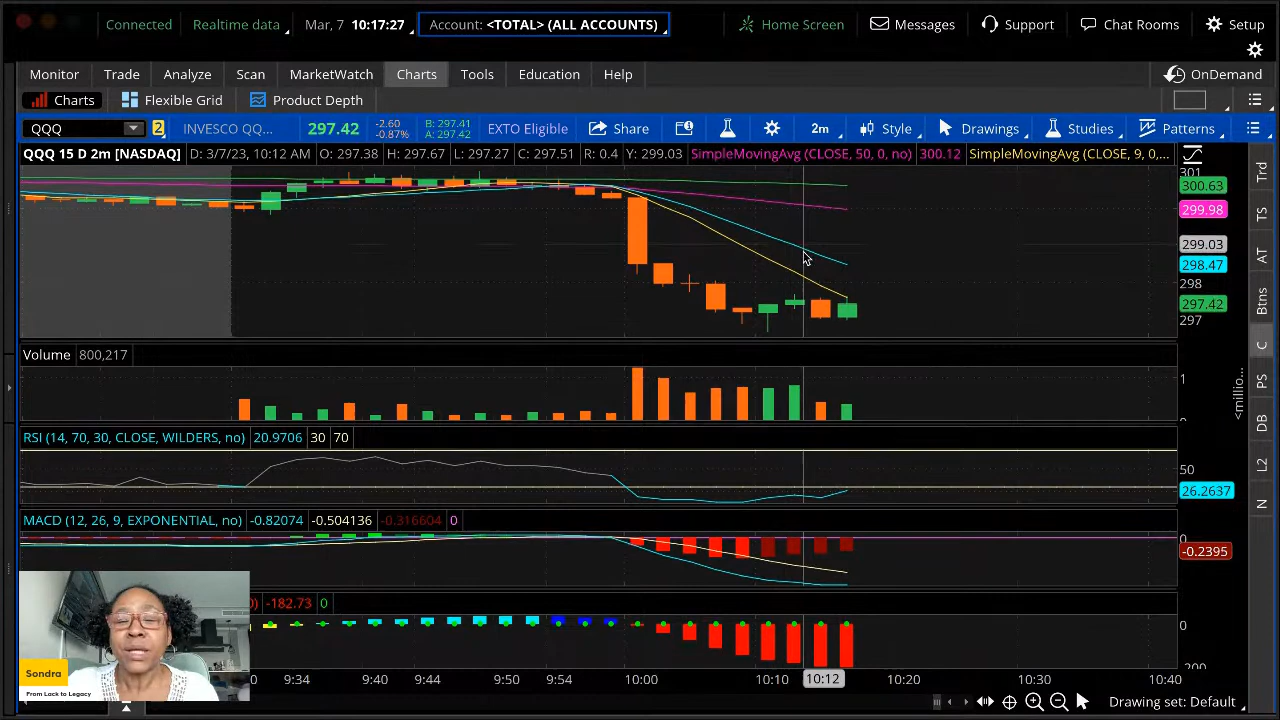 Connected Realtime data Mar, 7 10:17:27 Account: <TOTAL> (ALL ACCOUNTS) Home Screen Messages Support Chat Rooms Setup
Monitor Trade Analyze Scan MarketWatch Charts Tools Education Help OnDemand
Charts Flexible Grid Product Depth
QQQ 2 INVESCO QQ... 297.42 -2.60 -0.87% B: 297.41 A: 297.42 EXTO Eligible Share 2m Style Drawings Studies Patterns
QQQ 15 D 2m [NASDAQ] D: 3/7/23, 10:12 AM O: 297.38 H: 297.67 L: 297.27 C: 297.51 R: 0.4 Y: 299.03 SimpleMovingAvg (CLOSE, 50, 0, no) 300.12 SimpleMovingAvg (CLOSE, 9, 0,...
301
300.63
299.98
299.03
298.47
298
297.42
297
Trd
TS
AT
Btns
C
PS
DB
L2
N
Volume 800,217
1
<millio...
RSI (14, 70, 30, CLOSE, WILDERS, no) 20.9706 30 70
50
26.2637
MACD (12, 26, 9, EXPONENTIAL, no) -0.82074 -0.504136 -0.316604 0
0
-0.2395
-182.73 0
0
Sondra
From Lack to Legacy
9:34 9:40 9:44 9:50 9:54 10:00 10:10 10:12 10:20 10:30 10:40
Drawing set: Default